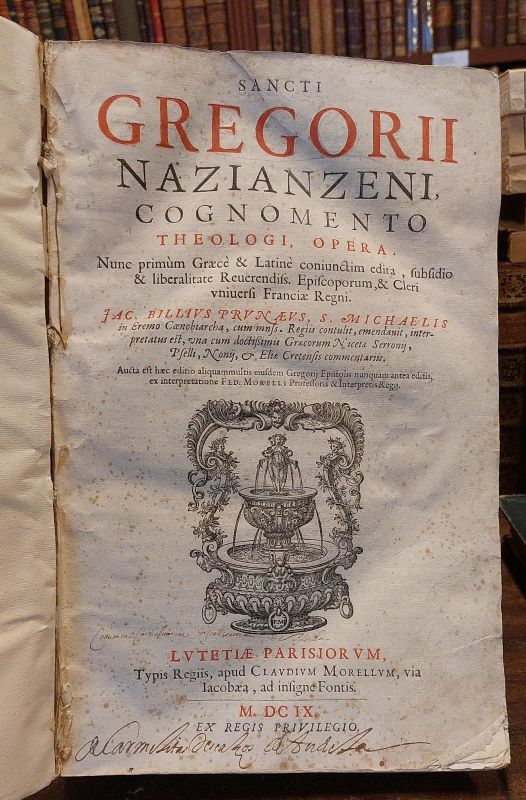 SANCTI
GREGORII
NAZIANZENI,
COGNOMENTO
THEOLOGI, OPERA.
Nunc primùm Græcè & Latinè coniunctim edita, subsidio
& liberalitate Reuerendiss. Episcoporum, & Cleri
vniuersi Franciæ Regni.
JAC. BILLIVS PRVNÆVS, S. MICHAELIS
in Eremo Cœnobiarcha, cum mss. Regiis contulit, emendauit, inter-
pretatus est, vna cum doctissimis Græcorum Nicetæ Serronij,
Pselli, Nonij, & Eliæ Cretensis commentariis.
Aucta est hæc editio aliquammultis eiusdem Gregorij Epistolis nunquam antea editis,
ex interpretatione FED. MORELLI Professoris & Interpretis Regij.
FM
LVTETIÆ PARISIORVM,
Typis Regiis, apud CLAVDIVM MORELLVM, via
Iacobæa, ad insigne Fontis.
M. DC IX.
EX REGIS PRIVILEGIO.